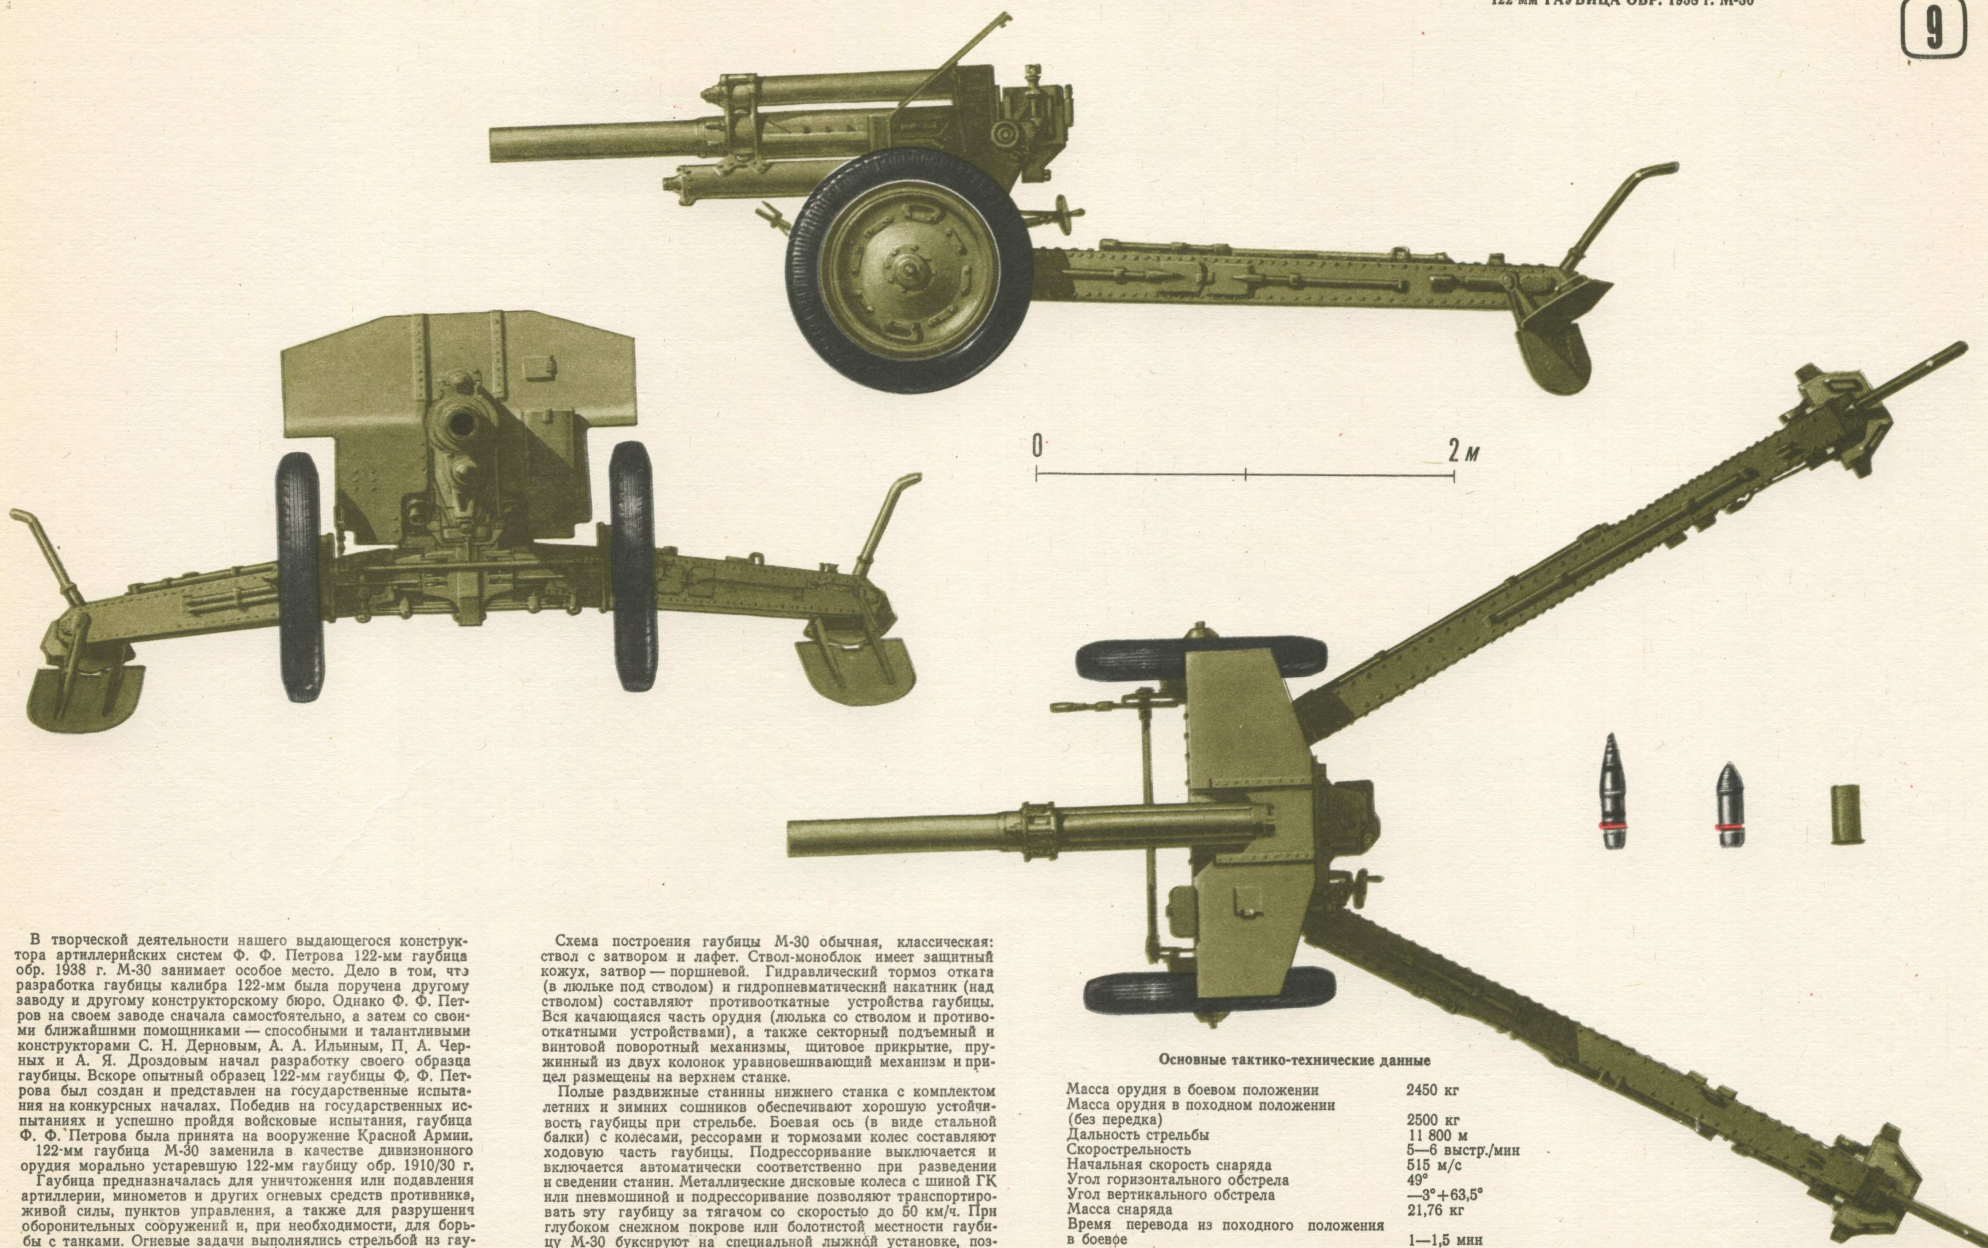 122 мм ГАУБИЦА ОБР. 1938 г. М-30
9
0
2 м
В творческой деятельности нашего выдающегося конструк-
тора артиллерийских систем Ф. Ф. Петрова 122-мм гаубица
обр. 1938 г. М-30 занимает особое место. Дело в том, что
разработка гаубицы калибра 122-мм была поручена другому
заводу и другому конструкторскому бюро. Однако Ф. Ф. Пет-
ров на своем заводе сначала самостоятельно, а затем со свои-
ми ближайшими помощниками — способными и талантливыми
конструкторами С. Н. Дерновым, А. А. Ильиным, П. А. Чер-
ных и А. Я. Дроздовым начал разработку своего образца
гаубицы. Вскоре опытный образец 122-мм гаубицы Ф. Ф. Пет-
рова был создан и представлен на государственные испыта-
ния на конкурсных началах. Победив на государственных ис-
пытаниях и успешно пройдя войсковые испытания, гаубица
Ф. Ф. Петрова была принята на вооружение Красной Армии.
122-мм гаубица М-30 заменила в качестве дивизионного
орудия морально устаревшую 122-мм гаубицу обр. 1910/30 г.
Гаубица предназначалась для уничтожения или подавления
артиллерии, минометов и других огневых средств противника,
живой силы, пунктов управления, а также для разрушения
оборонительных сооружений и, при необходимости, для борь-
бы с танками. Огневые задачи выполнялись стрельбой из гау-
Схема построения гаубицы М-30 обычная, классическая:
ствол с затвором и лафет. Ствол-моноблок имеет защитный
кожух, затвор — поршневой. Гидравлический тормоз отката
(в люльке под стволом) и гидропневматический накатник (над
стволом) составляют противооткатные устройства гаубицы.
Вся качающаяся часть орудия (люлька со стволом и противо-
откатными устройствами), а также секторный подъемный и
винтовой поворотный механизмы, щитовое прикрытие, пру-
жинный из двух колонок уравновешивающий механизм и при-
цел размещены на верхнем станке.
Полые раздвижные станины нижнего станка с комплектом
летних и зимних сошников обеспечивают хорошую устойчи-
вость гаубицы при стрельбе. Боевая ось (в виде стальной
балки) с колесами, рессорами и тормозами колес составляют
ходовую часть гаубицы. Подрессоривание выключается и
включается автоматически соответственно при разведении
и сведении станин. Металлические дисковые колеса с шиной ГК
или пневмошиной и подрессоривание позволяют транспортиро-
вать эту гаубицу за тягачом со скоростью до 50 км/ч. При
глубоком снежном покрове или болотистой местности гауби-
цу М-30 буксируют на специальной лыжной установке, поз-
Основные тактико-технические данные
Масса орудия в боевом положении 2450 кг
Масса орудия в походном положении
(без передка) 2500 кг
Дальность стрельбы 11 800 м
Скорострельность 5—6 выстр./мин
Начальная скорость снаряда 515 м/с
Угол горизонтального обстрела 49°
Угол вертикального обстрела —3°+63,5°
Масса снаряда 21,76 кг
Время перевода из походного положения
в боевое 1—1,5 мин